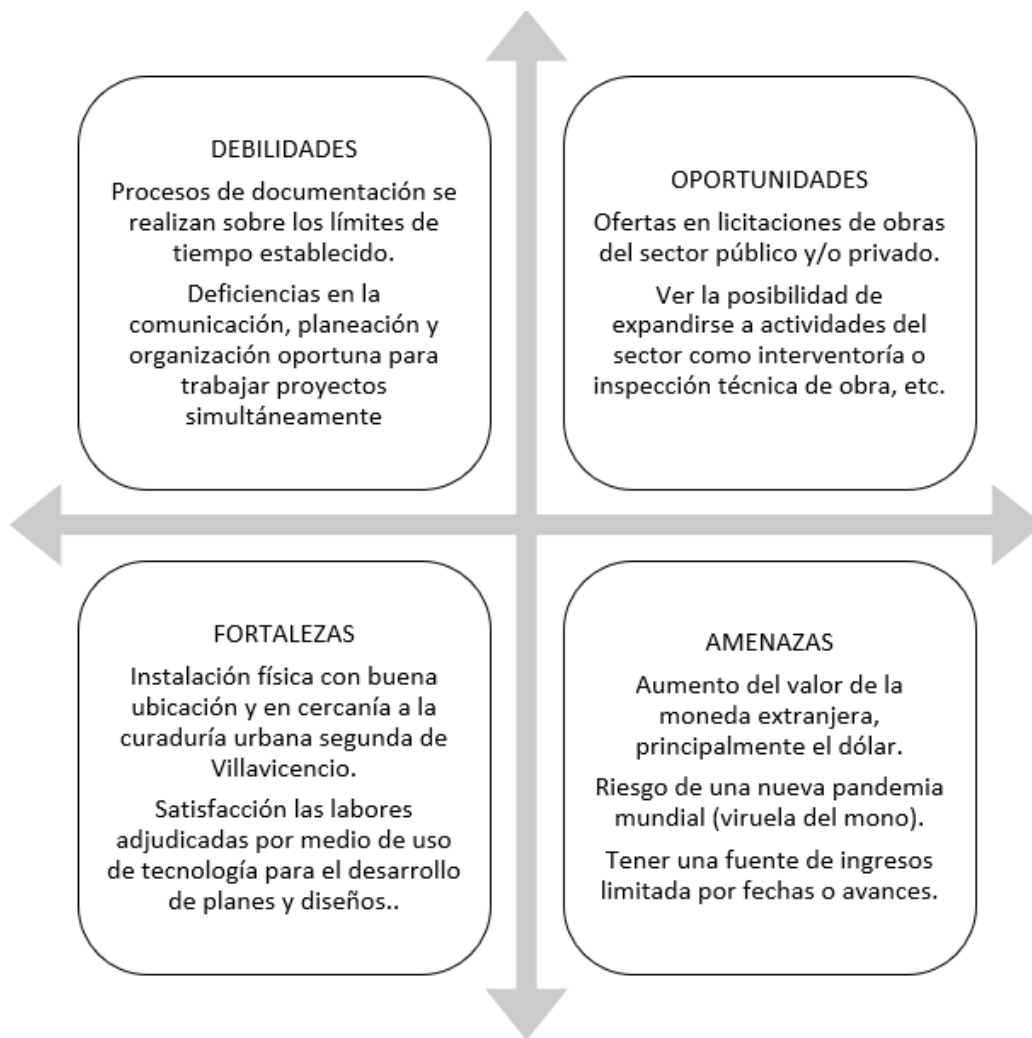 DEBILIDADES
Procesos de documentación se
realizan sobre los límites de
tiempo establecido.
Deficiencias en la
comunicación, planeación y
organización oportuna para
trabajar proyectos
simultáneamente
OPORTUNIDADES
Ofertas en licitaciones de obras
del sector público y/o privado.
Ver la posibilidad de
expandirse a actividades del
sector como interventoría o
inspección técnica de obra, etc.
FORTALEZAS
Instalación física con buena
ubicación y en cercanía a la
curaduría urbana segunda de
Villavicencio.
Satisfacción las labores
adjudicadas por medio de uso
de tecnología para el desarrollo
de planes y diseños..
AMENAZAS
Aumento del valor de la
moneda extranjera,
principalmente el dólar.
Riesgo de una nueva pandemia
mundial (viruela del mono).
Tener una fuente de ingresos
limitada por fechas o avances.